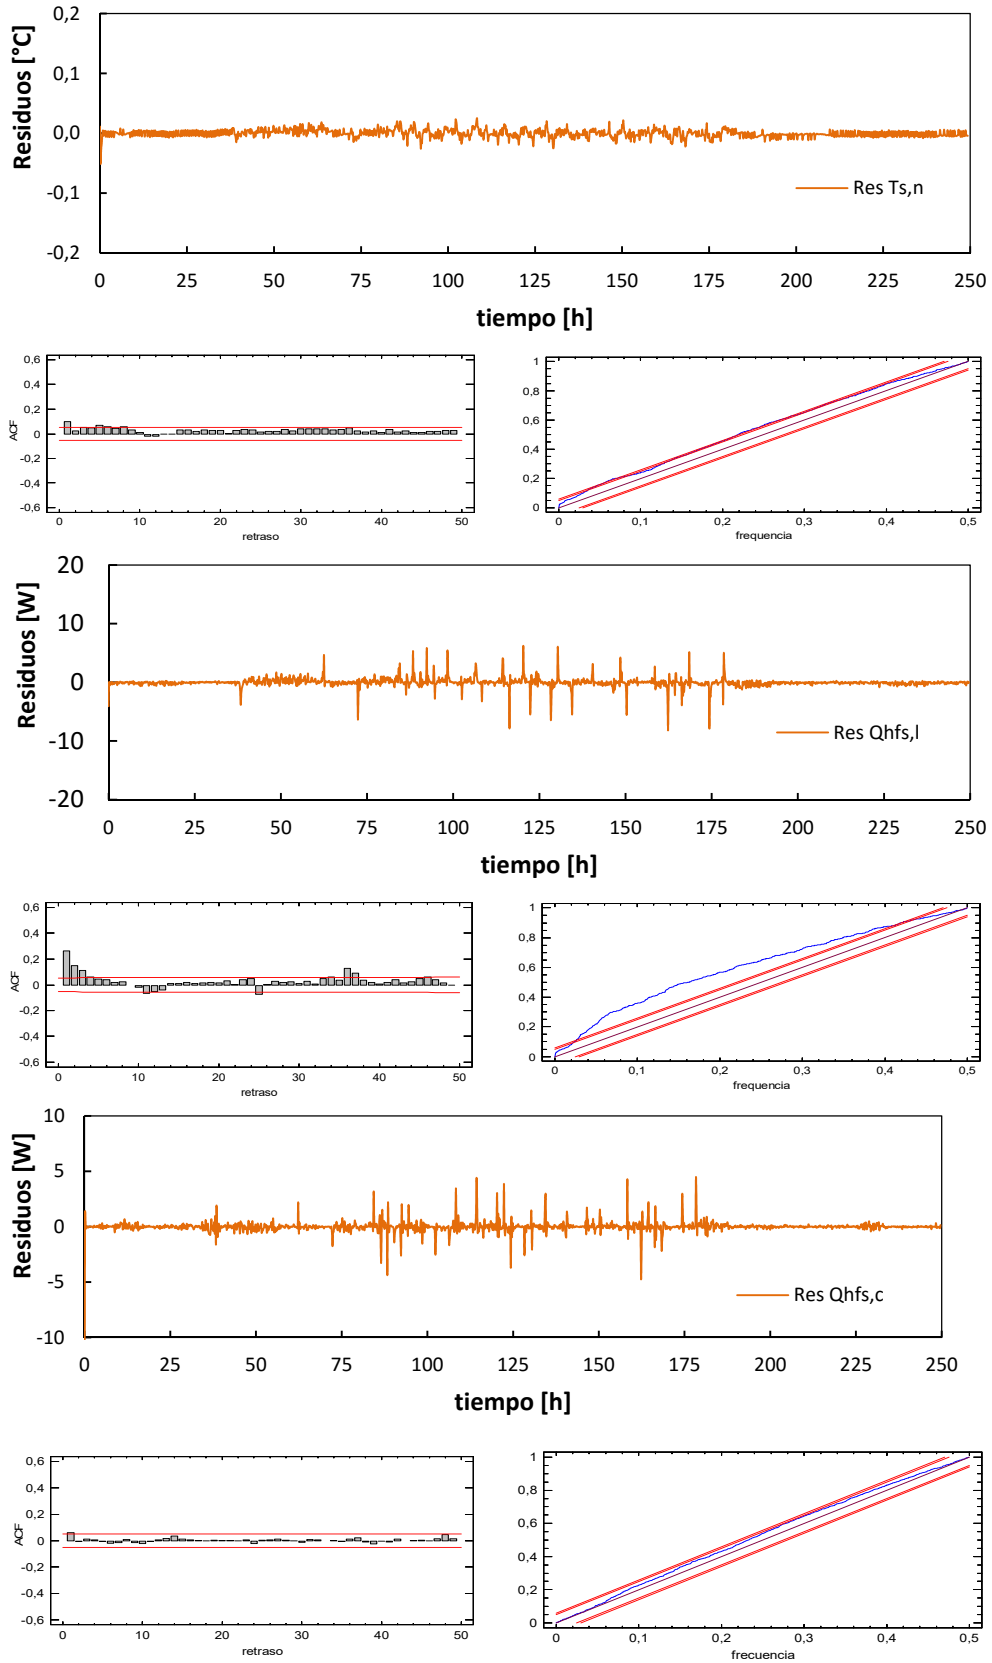 0,2
0,1
0,0
-0,1
-0,2
Residuos [°C]
Res Ts,n
0 25 50 75 100 125 150 175 200 225 250
tiempo [h]
0,6
0,4
0,2
0
-0,2
-0,4
-0,6
ACF
0 10 20 30 40 50
retraso
1
0,8
0,6
0,4
0,2
0
0 0,1 0,2 0,3 0,4 0,5
frequencia
20
10
0
-10
-20
Residuos [W]
Res Qhfs,l
0 25 50 75 100 125 150 175 200 225 250
tiempo [h]
0,6
0,4
0,2
0
-0,2
-0,4
-0,6
ACF
0 10 20 30 40 50
retraso
1
0,8
0,6
0,4
0,2
0
0 0,1 0,2 0,3 0,4 0,5
frequencia
10
5
0
-5
-10
Residuos [W]
Res Qhfs,c
0 25 50 75 100 125 150 175 200 225 250
tiempo [h]
0,6
0,4
0,2
0
-0,2
-0,4
-0,6
ACF
0 10 20 30 40 50
retraso
1
0,8
0,6
0,4
0,2
0
0 0,1 0,2 0,3 0,4 0,5
frecuencia